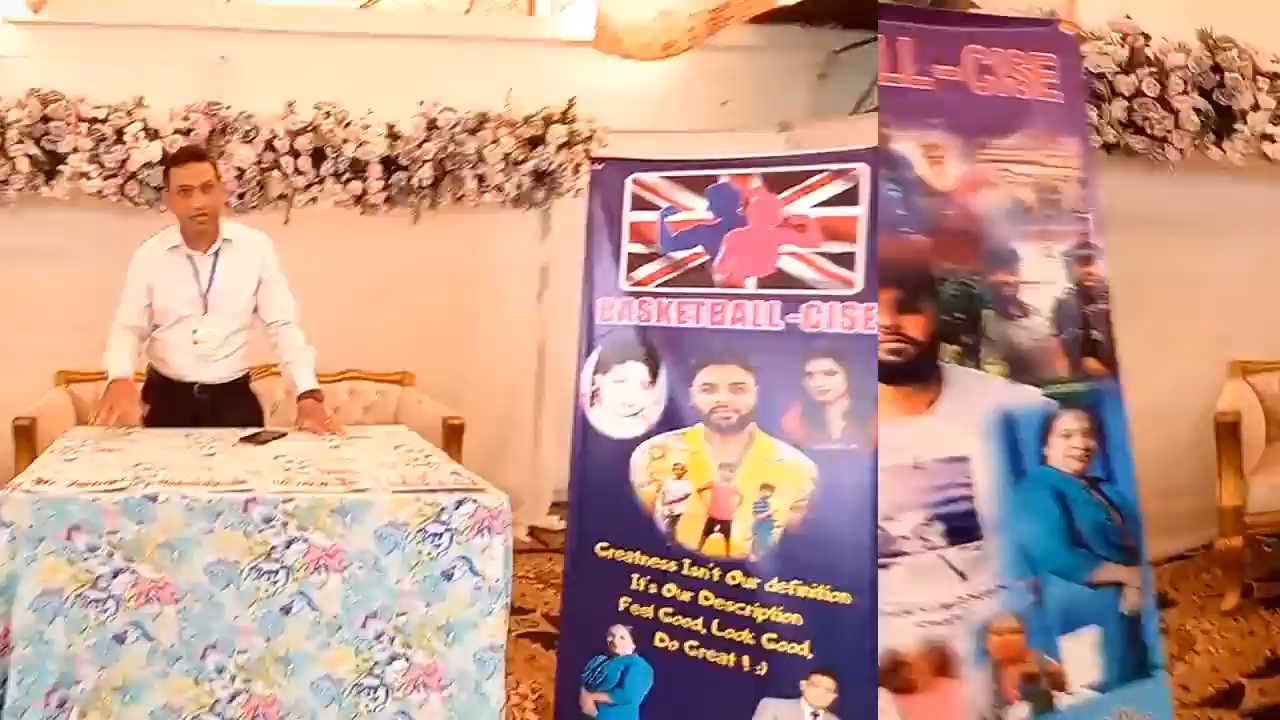 BASKETBALL-CISE
Greatness Isn't Our definition
It's Our Description
Feel Good, Look Good,
Do Great ! ;)
LL-CISE